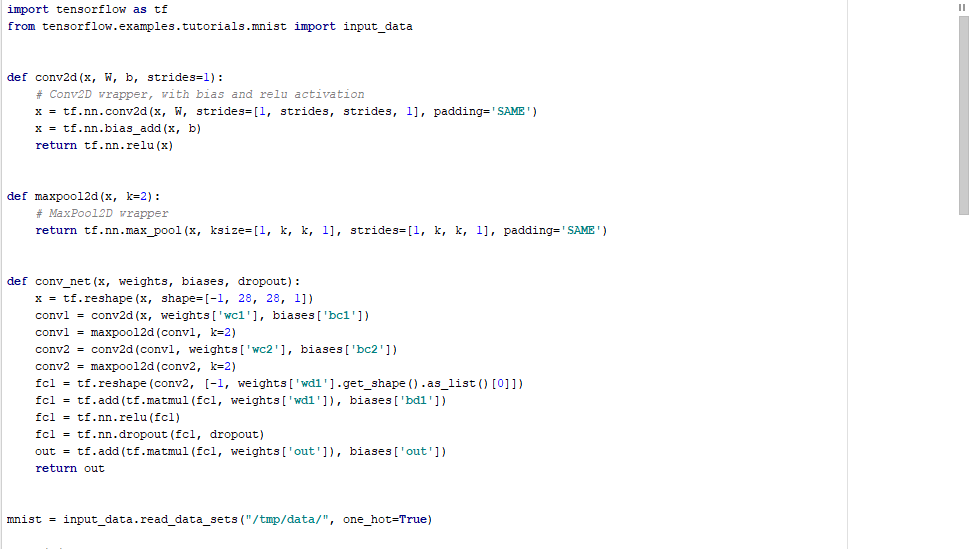 import tensorflow as tf
from tensorflow.examples.tutorials.mnist import input_data
def conv2d(x, W, b, strides=1):
# Conv2D wrapper, with bias and relu activation
x = tf.nn.conv2d(x, W, strides=[1, strides, strides, 1], padding='SAME')
x = tf.nn.bias_add(x, b)
return tf.nn.relu(x)
def maxpool2d(x, k=2):
# MaxPool2D wrapper
return tf.nn.max_pool(x, ksize=[1, k, k, 1], strides=[1, k, k, 1], padding='SAME')
def conv_net(x, weights, biases, dropout):
x = tf.reshape(x, shape=[-1, 28, 28, 1])
conv1 = conv2d(x, weights['wc1'], biases['bc1'])
conv1 = maxpool2d(conv1, k=2)
conv2 = conv2d(conv1, weights['wc2'], biases['bc2'])
conv2 = maxpool2d(conv2, k=2)
fc1 = tf.reshape(conv2, [-1, weights['wd1'].get_shape().as_list()[0]])
fc1 = tf.add(tf.matmul(fc1, weights['wd1']), biases['bd1'])
fc1 = tf.nn.relu(fc1)
fc1 = tf.nn.dropout(fc1, dropout)
out = tf.add(tf.matmul(fc1, weights['out']), biases['out'])
return out
mnist = input_data.read_data_sets("/tmp/data/", one_hot=True)